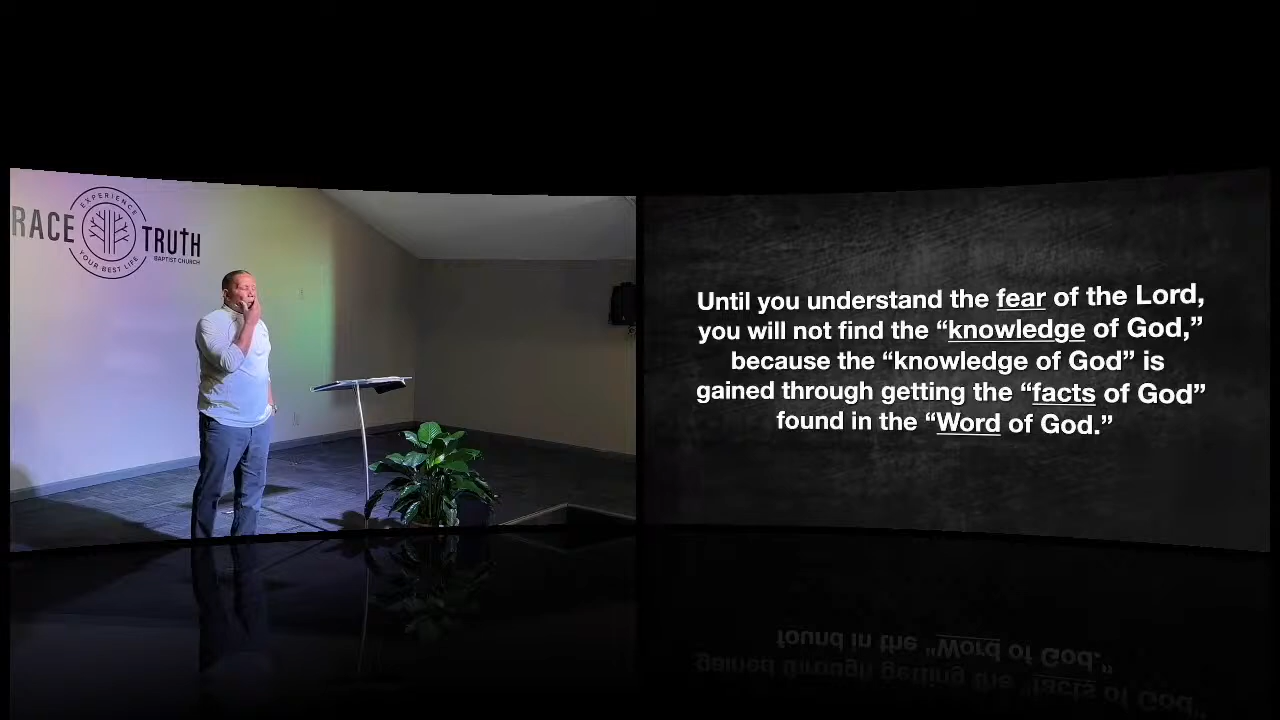 RACE
EXPERIENCE
YOUR BEST LIFE
TRUTH
BAPTIST CHURCH
Until you understand the fear of the Lord,
you will not find the “knowledge of God,”
because the “knowledge of God” is
gained through getting the “facts of God”
found in the “Word of God.”